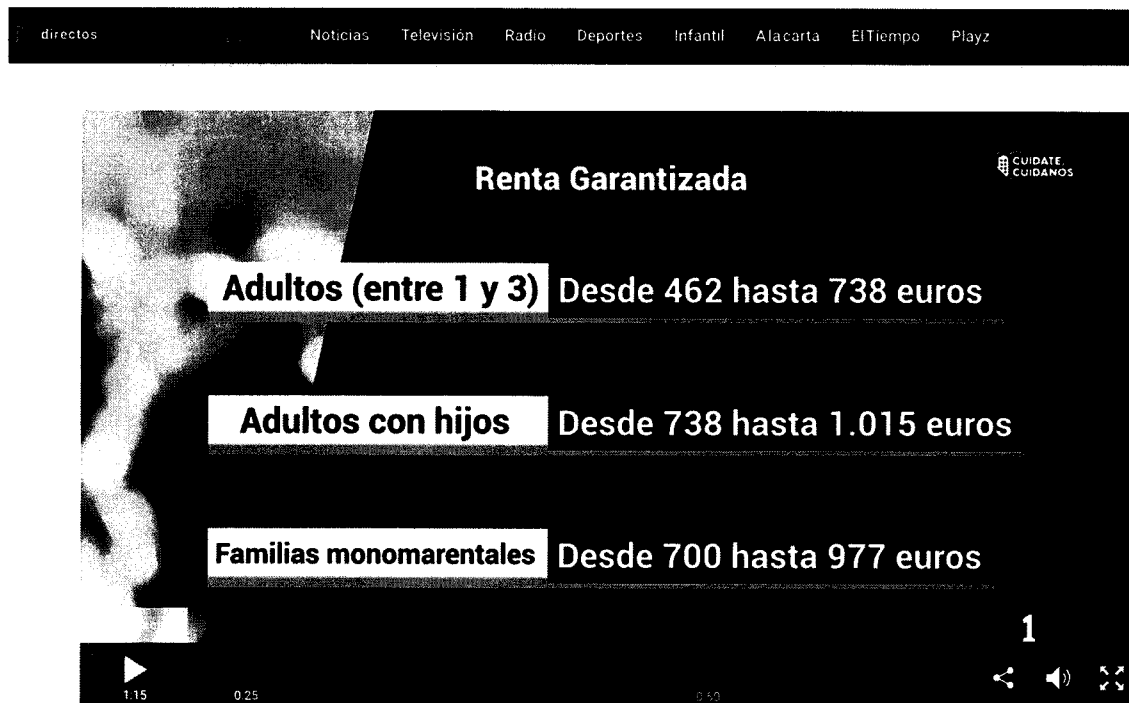 directos
Noticias Televisión Radio Deportes Infantil Alacarta ElTiempo Playz
Renta Garantizada
CUIDATE.
CUIDANOS
Adultos (entre 1 y 3) Desde 462 hasta 738 euros
Adultos con hijos Desde 738 hasta 1.015 euros
Familias monomarentales Desde 700 hasta 977 euros
1
1:15 0:25